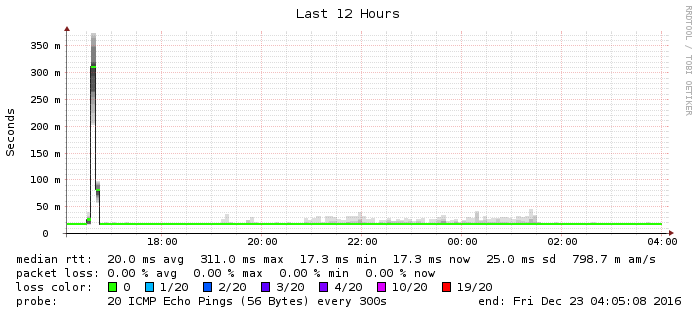 Last 12 Hours
RRDTOOL / TOBI OETIKER
Seconds
350 m
300 m
250 m
200 m
150 m
100 m
50 m
0
18:00 20:00 22:00 00:00 02:00 04:00
median rtt: 20.0 ms avg 311.0 ms max 17.3 ms min 17.3 ms now 25.0 ms sd 798.7 m am/s
packet loss: 0.00 % avg 0.00 % max 0.00 % min 0.00 % now
loss color: 0 1/20 2/20 3/20 4/20 10/20 19/20
probe: 20 ICMP Echo Pings (56 Bytes) every 300s end: Fri Dec 23 04:05:08 2016